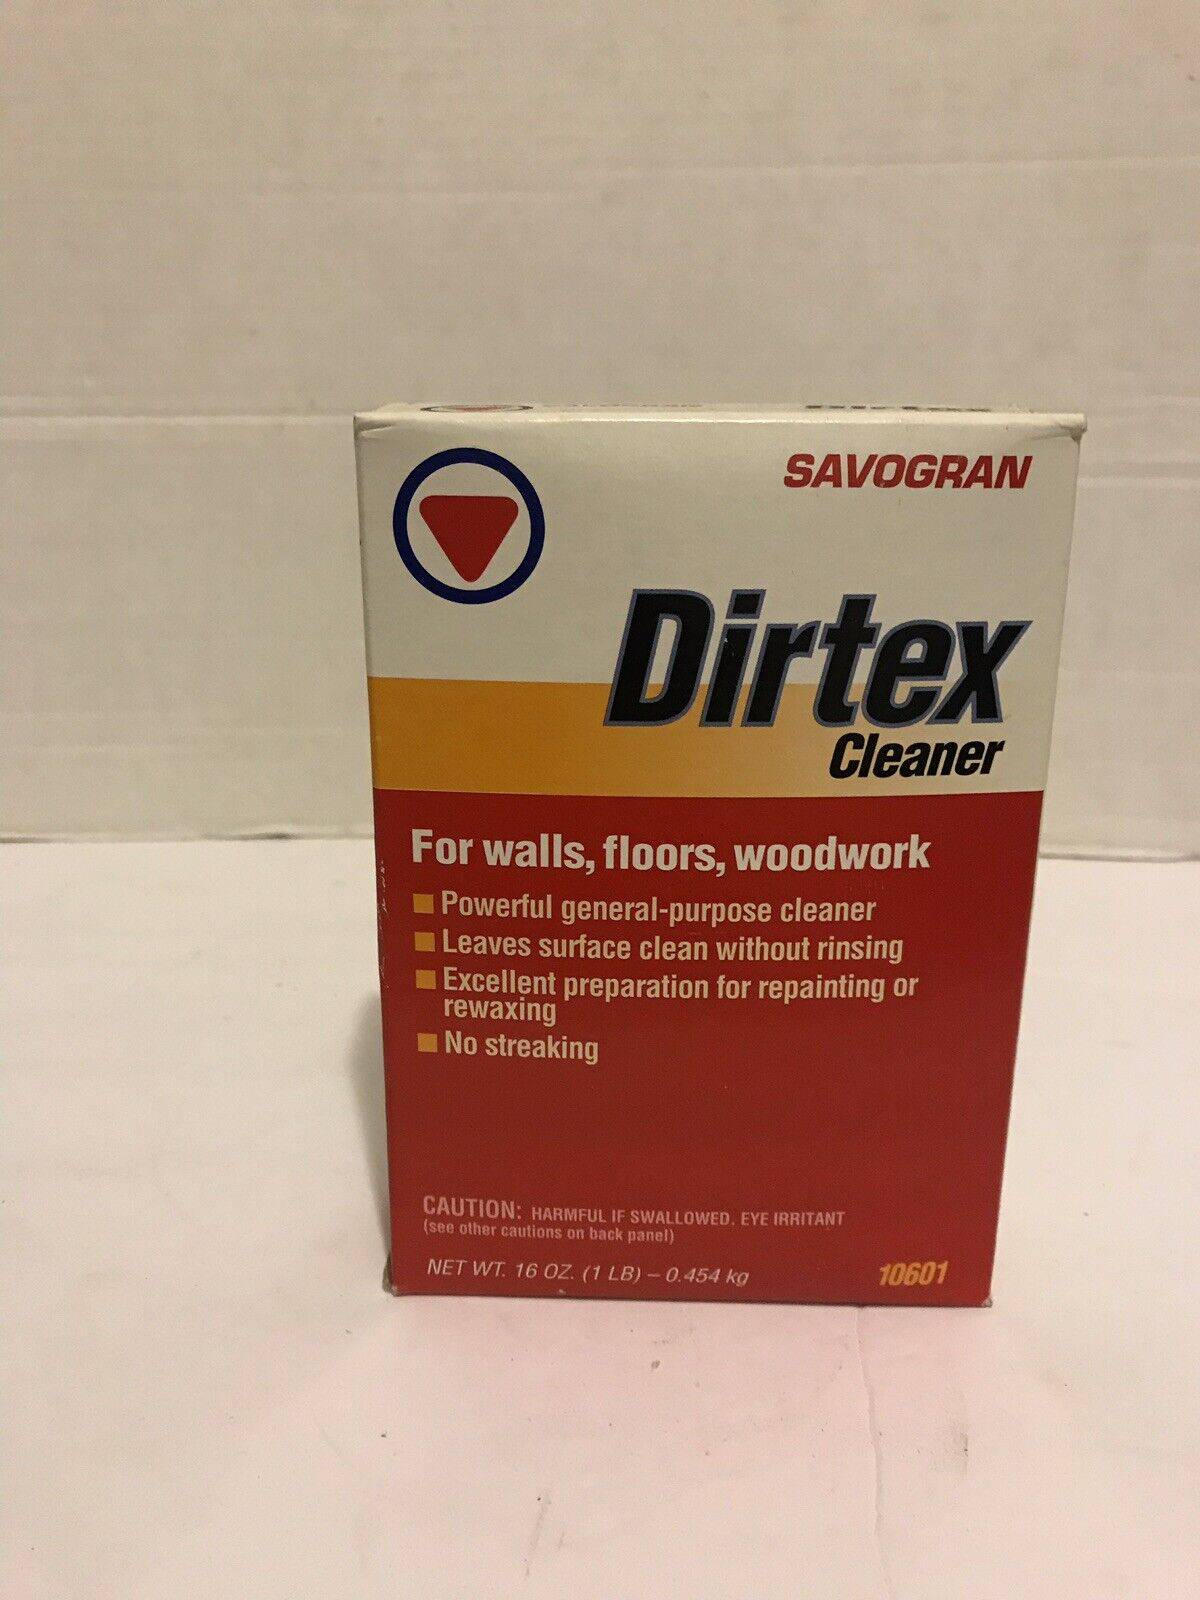 SAVOGRAN
Dirtex
Cleaner
For walls, floors, woodwork
Powerful general-purpose cleaner
Leaves surface clean without rinsing
Excellent preparation for repainting or
rewaxing
No streaking
CAUTION: HARMFUL IF SWALLOWED. EYE IRRITANT
(see other cautions on back panel)
NET WT. 16 OZ. (1 LB) – 0.454 kg
10601